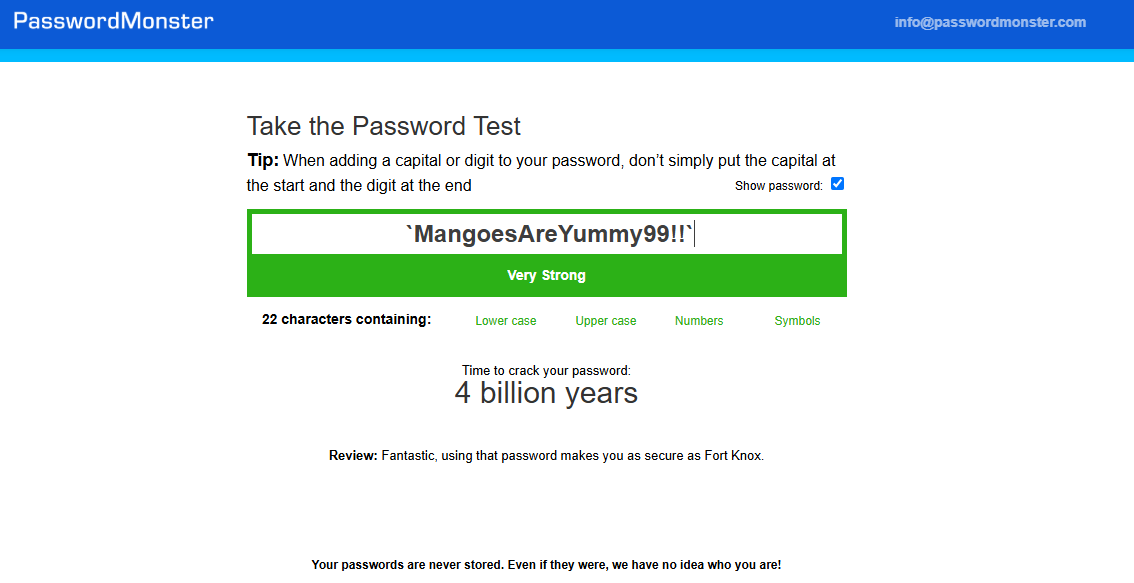 PasswordMonster
info@passwordmonster.com
Take the Password Test
Tip: When adding a capital or digit to your password, don’t simply put the capital at
the start and the digit at the end
Show password:
`MangoesAreYummy99!!`
Very Strong
22 characters containing:
Lower case
Upper case
Numbers
Symbols
Time to crack your password:
4 billion years
Review: Fantastic, using that password makes you as secure as Fort Knox.
Your passwords are never stored. Even if they were, we have no idea who you are!